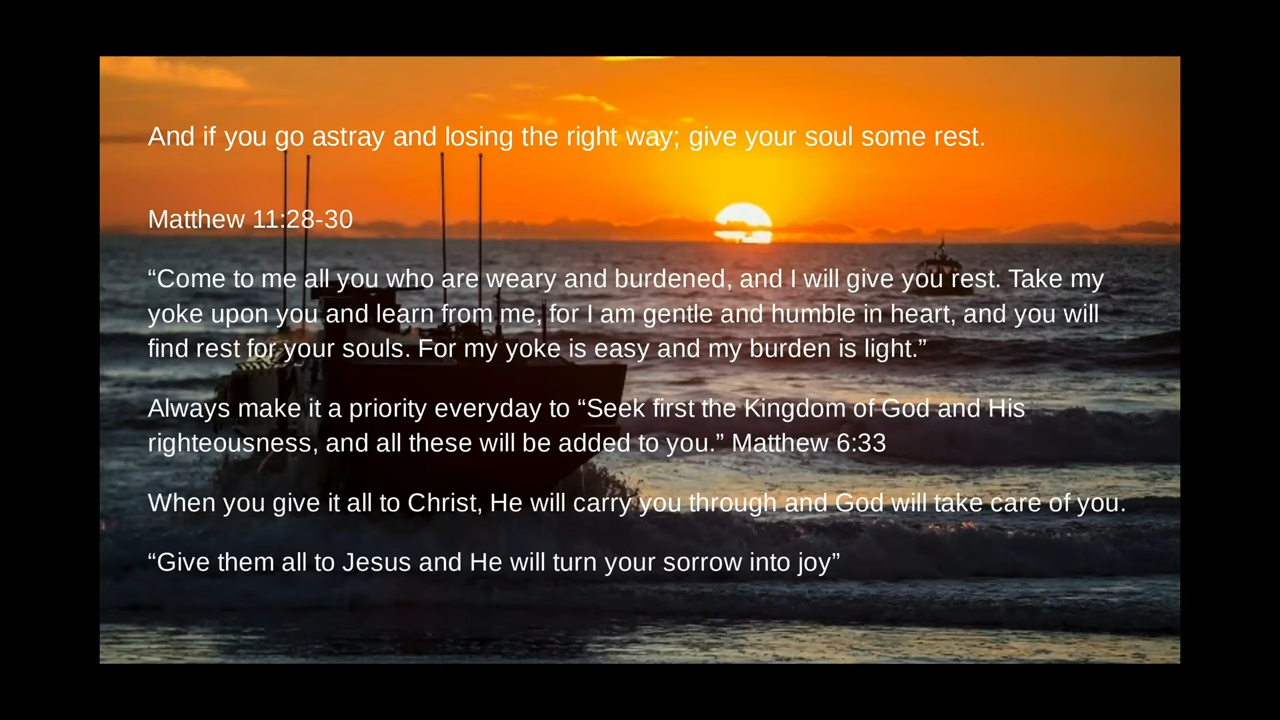 And if you go astray and losing the right way; give your soul some rest.
Matthew 11:28-30
“Come to me all you who are weary and burdened, and I will give you rest. Take my
yoke upon you and learn from me, for I am gentle and humble in heart, and you will
find rest for your souls. For my yoke is easy and my burden is light.”
Always make it a priority everyday to “Seek first the Kingdom of God and His
righteousness, and all these will be added to you.” Matthew 6:33
When you give it all to Christ, He will carry you through and God will take care of you.
“Give them all to Jesus and He will turn your sorrow into joy”